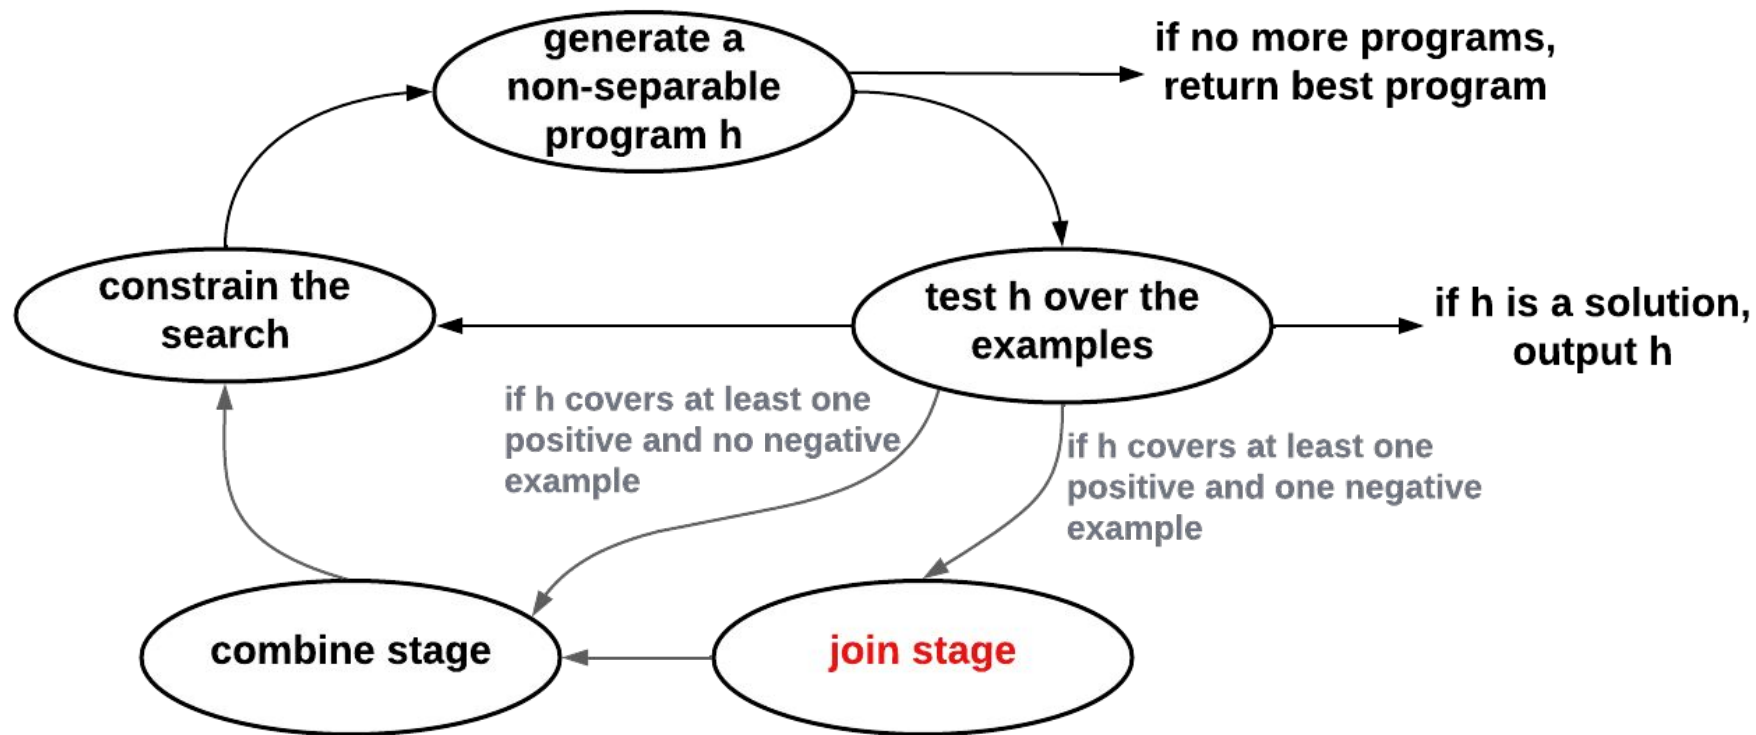 generate a
non-separable
program h
if no more programs,
return best program
constrain the
search
test h over the
examples
if h is a solution,
output h
if h covers at least one
positive and no negative
example
if h covers at least one
positive and one negative
example
combine stage
join stage